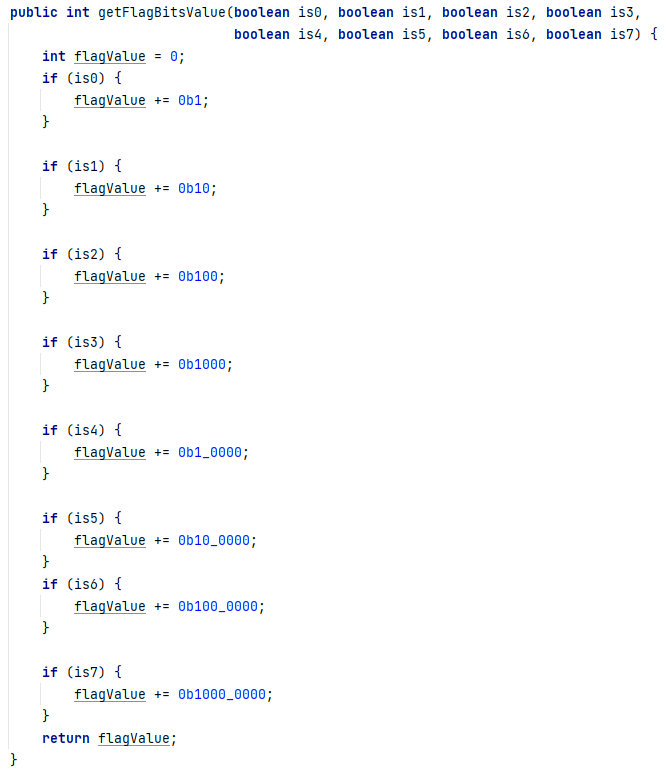 public int getFlagBitsValue(boolean is0, boolean is1, boolean is2, boolean is3,
                            boolean is4, boolean is5, boolean is6, boolean is7) {
    int flagValue = 0;
    if (is0) {
        flagValue += 0b1;
    }

    if (is1) {
        flagValue += 0b10;
    }

    if (is2) {
        flagValue += 0b100;
    }

    if (is3) {
        flagValue += 0b1000;
    }

    if (is4) {
        flagValue += 0b1_0000;
    }

    if (is5) {
        flagValue += 0b10_0000;
    }
    if (is6) {
        flagValue += 0b100_0000;
    }

    if (is7) {
        flagValue += 0b1000_0000;
    }
    return flagValue;
}